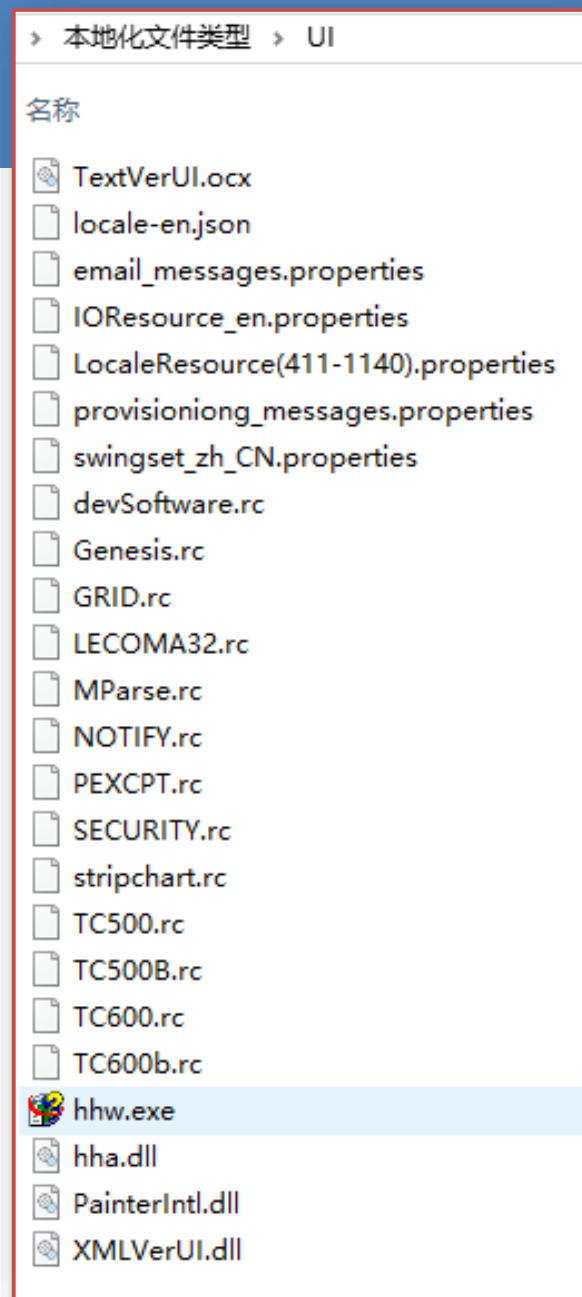 › 本地化文件类型 › UI
名称
TextVerUI.ocx
locale-en.json
email_messages.properties
IOResource_en.properties
LocaleResource(411-1140).properties
provisioniong_messages.properties
swingset_zh_CN.properties
devSoftware.rc
Genesis.rc
GRID.rc
LECOMA32.rc
MParse.rc
NOTIFY.rc
PEXCPT.rc
SECURITY.rc
stripchart.rc
TC500.rc
TC500B.rc
TC600.rc
TC600b.rc
hhw.exe
hha.dll
PainterIntl.dll
XMLVerUI.dll